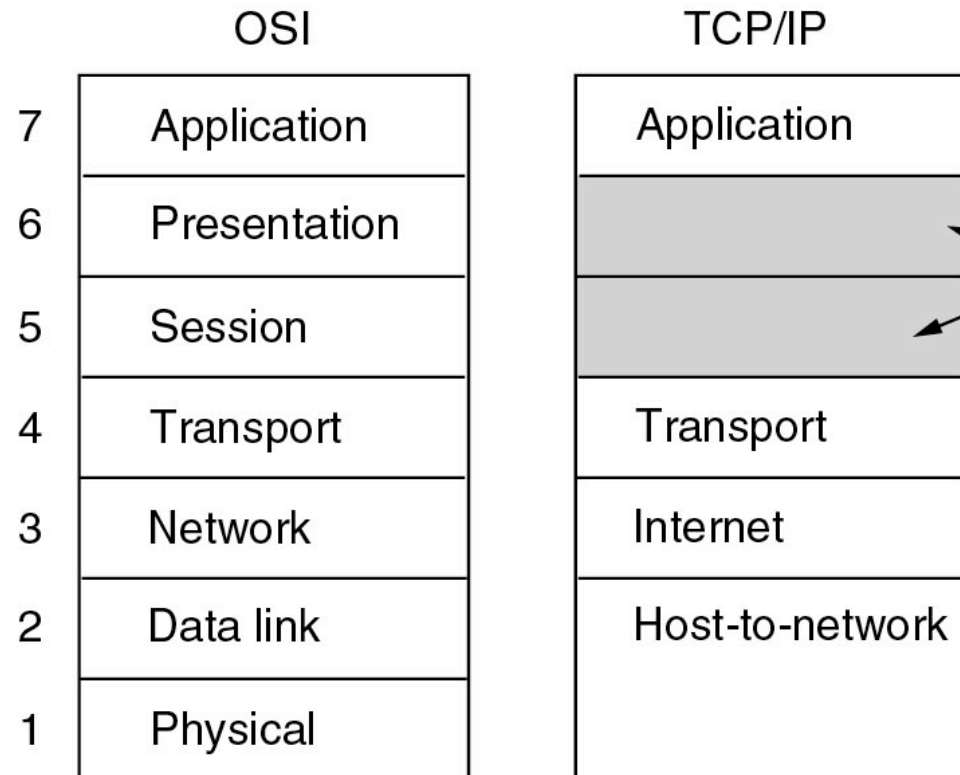 OSI TCP/IP
7 Application Application
6 Presentation
5 Session
4 Transport Transport
3 Network Internet
2 Data link Host-to-network
1 Physical